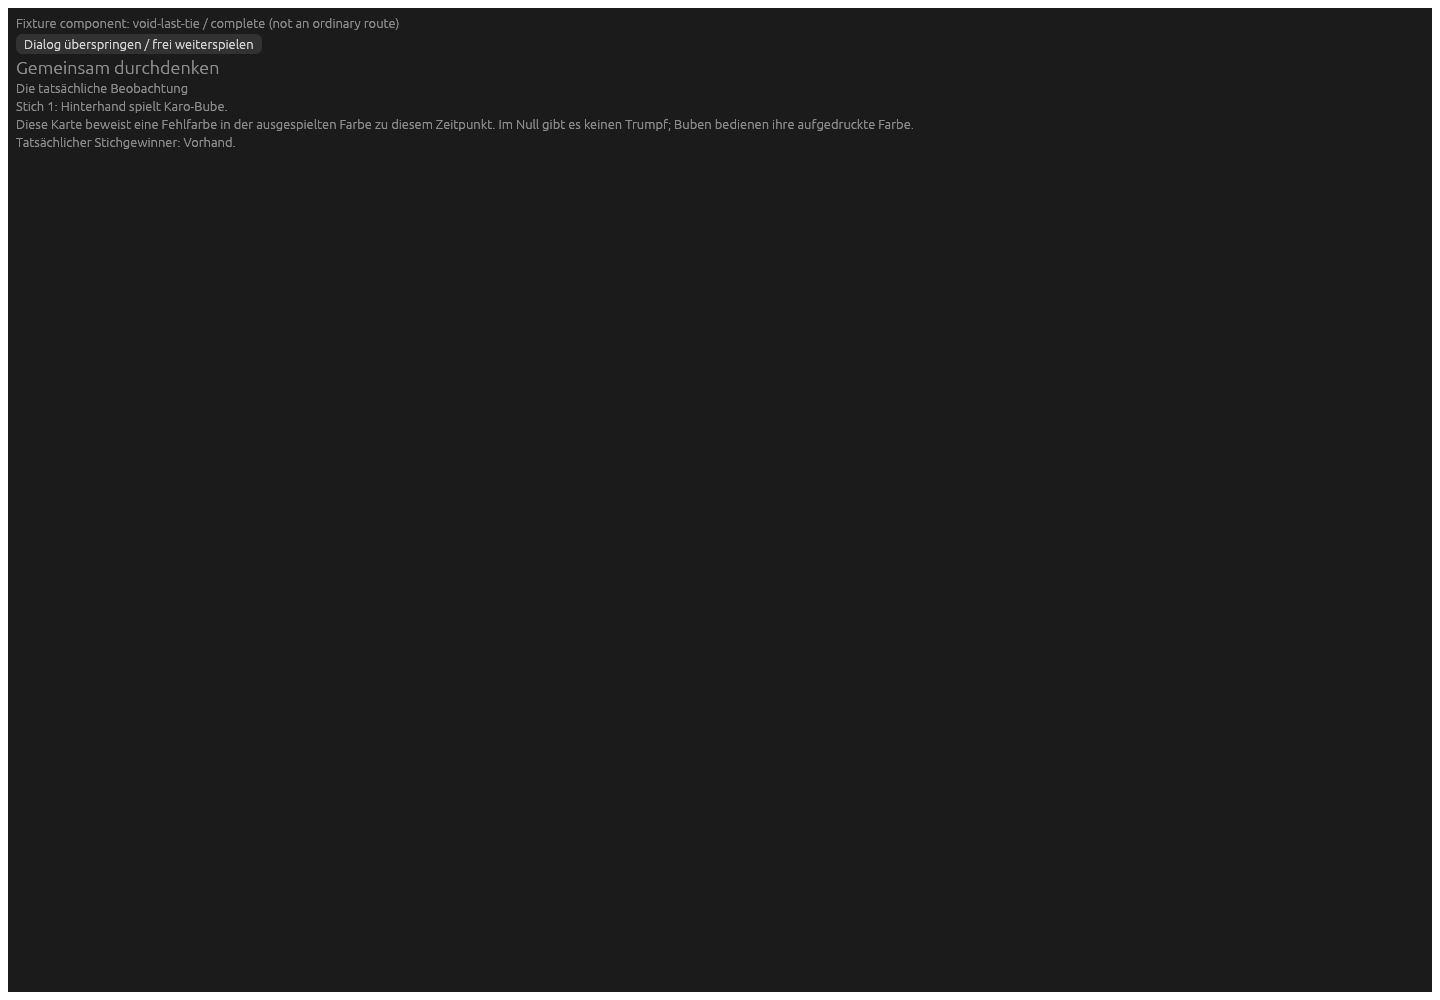 Fixture component: void-last-tie / complete (not an ordinary route)
Dialog überspringen / frei weiterspielen
Gemeinsam durchdenken
Die tatsächliche Beobachtung
Stich 1: Hinterhand spielt Karo-Bube.
Diese Karte beweist eine Fehlfarbe in der ausgespielten Farbe zu diesem Zeitpunkt. Im Null gibt es keinen Trumpf; Buben bedienen ihre aufgedruckte Farbe.
Tatsächlicher Stichgewinner: Vorhand.